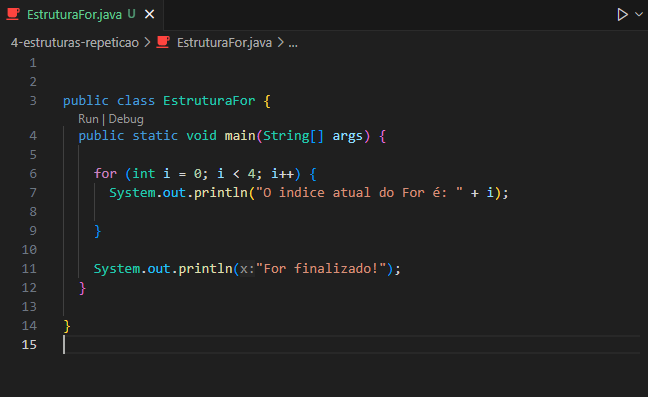 EstruturaFor.java U
4-estruturas-repeticao > EstruturaFor.java > ...
1
2
3 public class EstruturaFor {
Run | Debug
4 public static void main(String[] args) {
5
6 for (int i = 0; i < 4; i++) {
7 System.out.println("O indice atual do For é: " + i);
8
9 }
10
11 System.out.println(x:"For finalizado!");
12 }
13
14 }
15